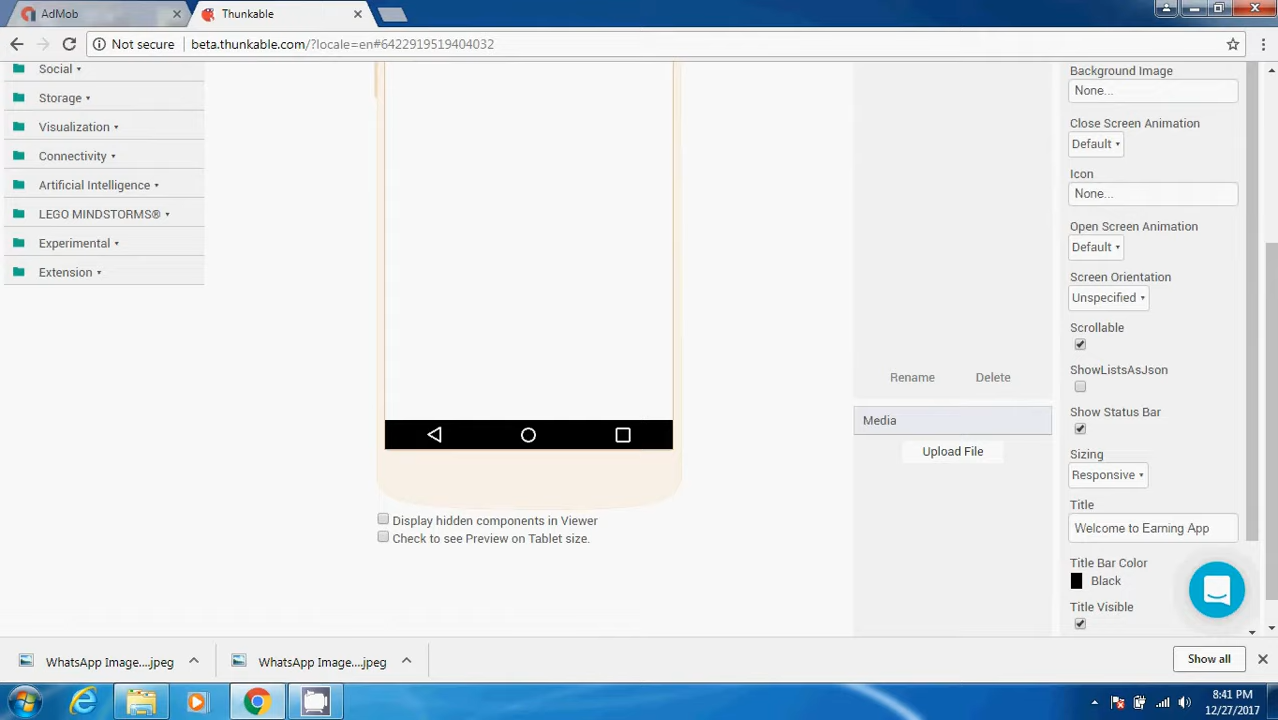 AdMob
Thunkable
Not secure
beta.thunkable.com/?locale=en#6422919519404032
Social
Storage
Visualization
Connectivity
Artificial Intelligence
LEGO MINDSTORMS®
Experimental
Extension
Display hidden components in Viewer
Check to see Preview on Tablet size.
Rename
Delete
Media
Upload File
Background Image
None...
Close Screen Animation
Default
Icon
None...
Open Screen Animation
Default
Screen Orientation
Unspecified
Scrollable
ShowListsAsJson
Show Status Bar
Sizing
Responsive
Title
Welcome to Earning App
Title Bar Color
Black
Title Visible
WhatsApp Image....jpeg
WhatsApp Image....jpeg
Show all
8:41 PM
12/27/2017